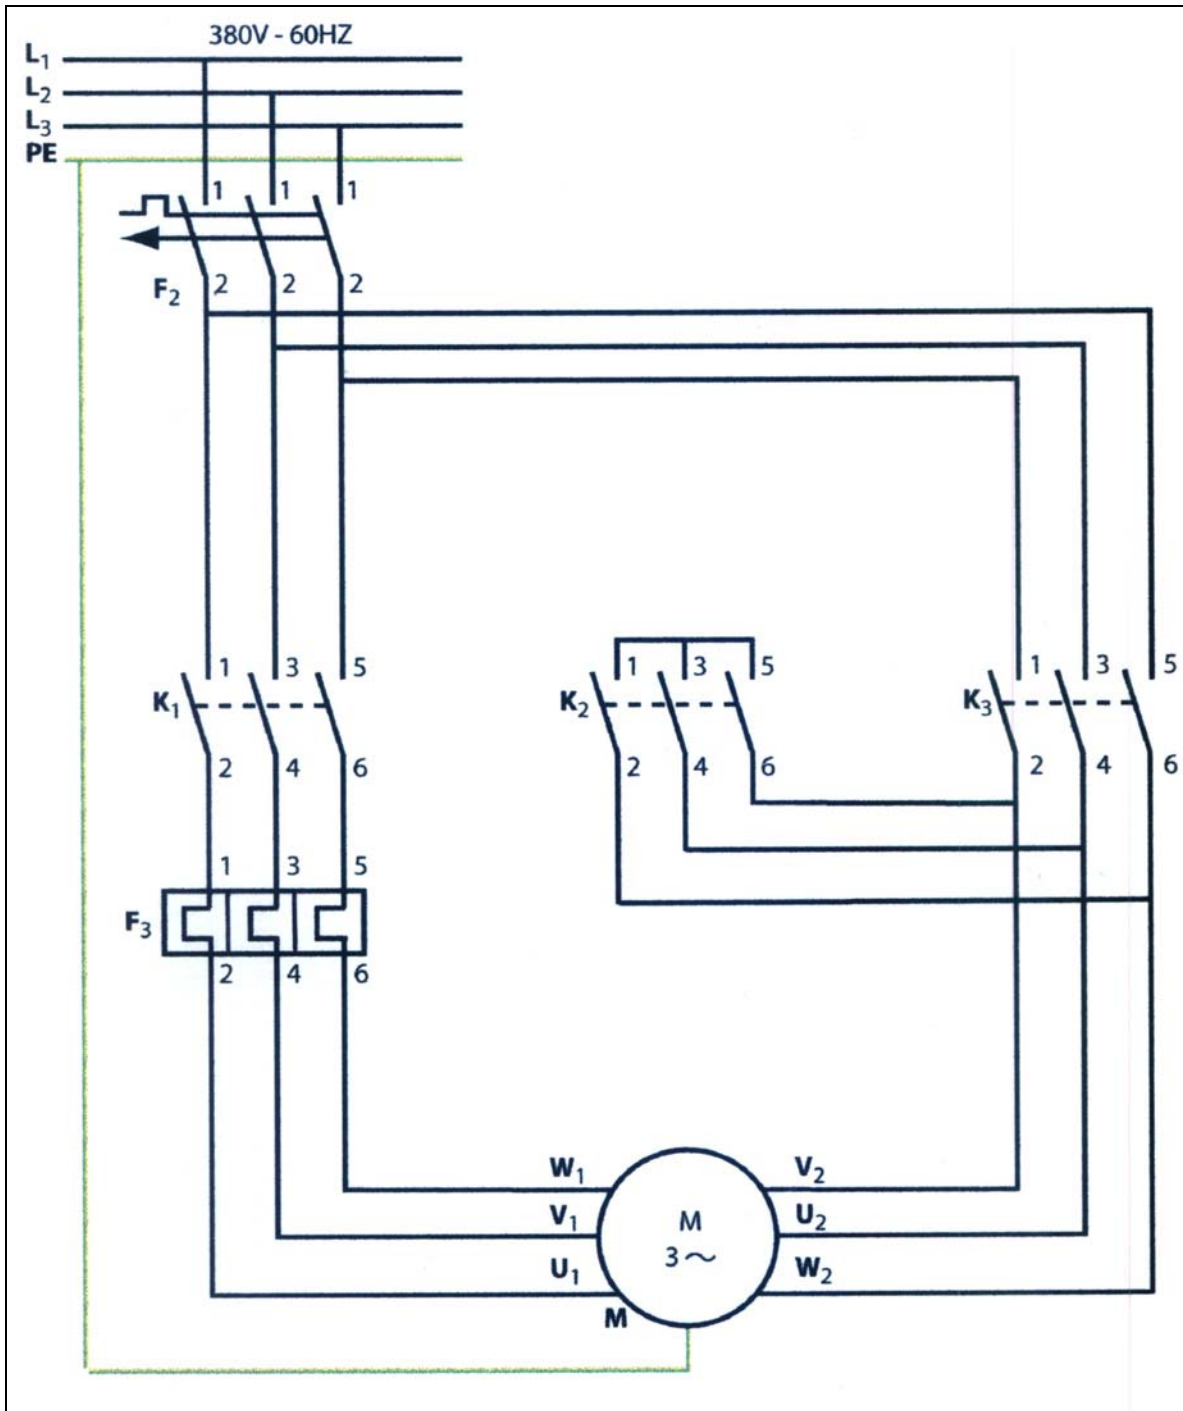 380V - 60HZ
L₁
L₂
L₃
PE
1 1 1
F₂ 2 2 2
1 3 5 1 3 5 1 3 5
K₁ K₂ K₃
2 4 6 2 4 6 2 4 6
1 3 5
F₃
2 4 6
W₁ V₂
V₁ M U₂
3~
U₁ W₂
M